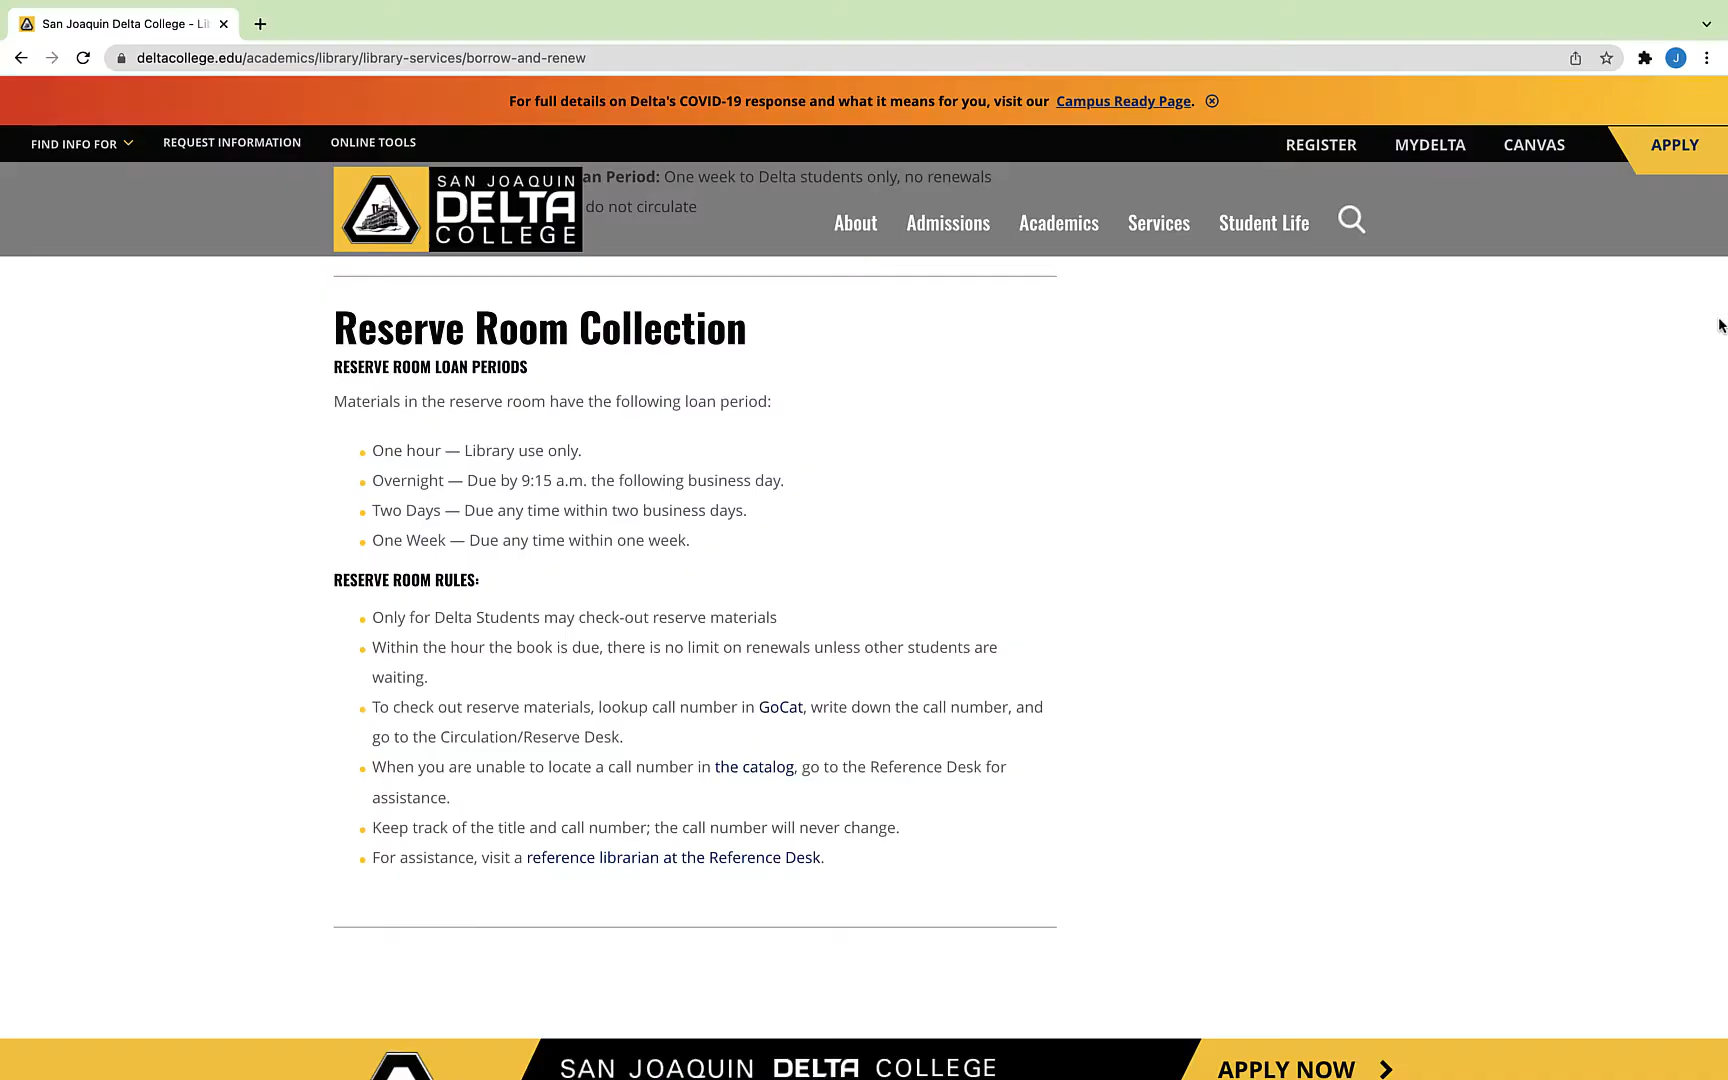 San Joaquin Delta College - Li
deltacollege.edu/academics/library/library-services/borrow-and-renew
J
For full details on Delta's COVID-19 response and what it means for you, visit our Campus Ready Page.
FIND INFO FOR
REQUEST INFORMATION
ONLINE TOOLS
REGISTER
MYDELTA
CANVAS
APPLY
an Period: One week to Delta students only, no renewals
do not circulate
SAN JOAQUIN
DELTA
COLLEGE
About
Admissions
Academics
Services
Student Life
Reserve Room Collection
RESERVE ROOM LOAN PERIODS
Materials in the reserve room have the following loan period:
One hour — Library use only.
Overnight — Due by 9:15 a.m. the following business day.
Two Days — Due any time within two business days.
One Week — Due any time within one week.
RESERVE ROOM RULES:
Only for Delta Students may check-out reserve materials
Within the hour the book is due, there is no limit on renewals unless other students are
waiting.
To check out reserve materials, lookup call number in GoCat, write down the call number, and
go to the Circulation/Reserve Desk.
When you are unable to locate a call number in the catalog, go to the Reference Desk for
assistance.
Keep track of the title and call number; the call number will never change.
For assistance, visit a reference librarian at the Reference Desk.
SAN JOAQUIN DELTA COLLEGE
APPLY NOW